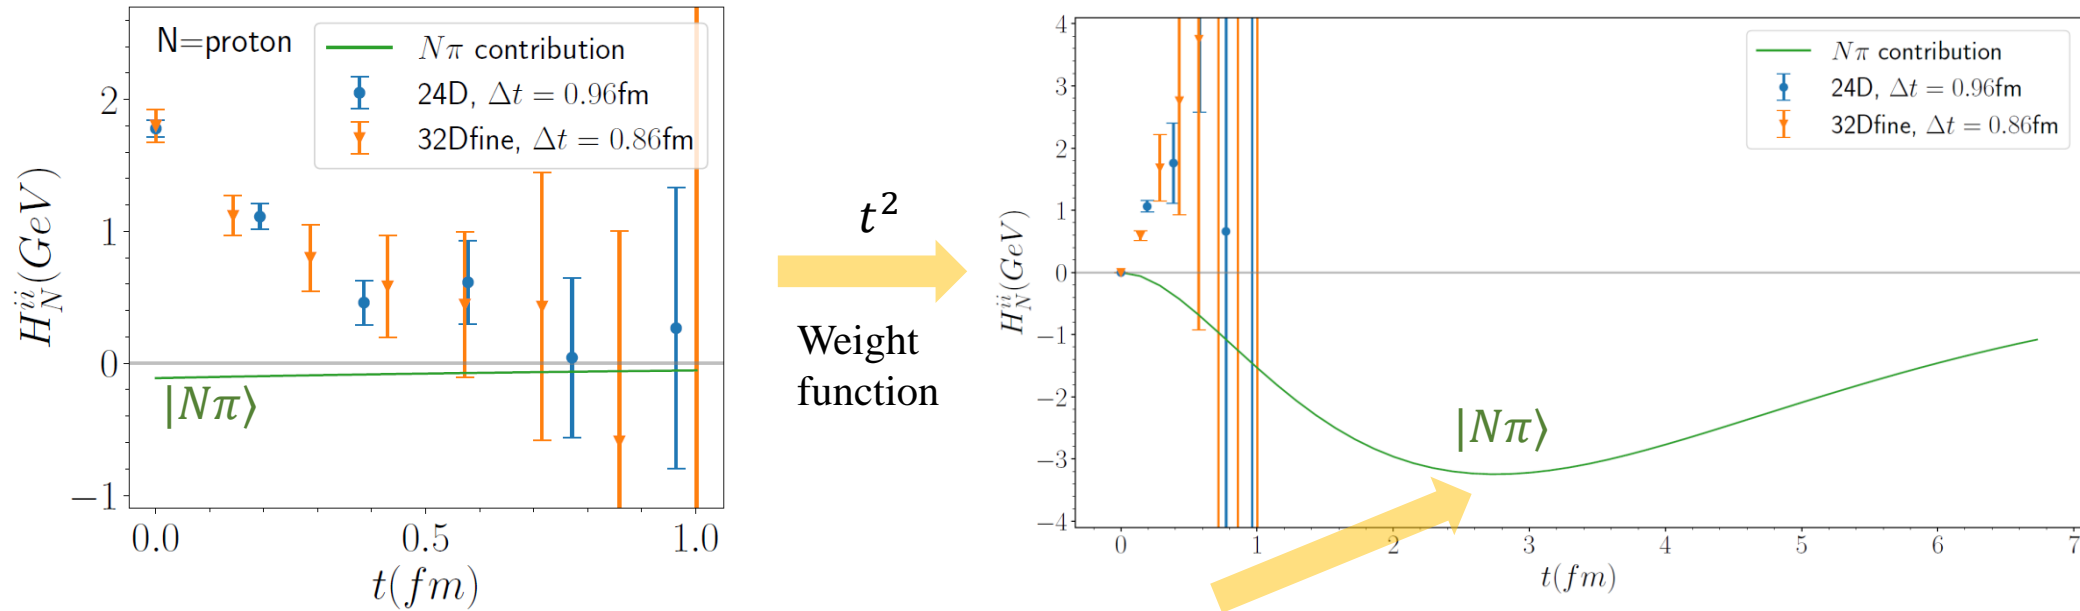 N=proton
Nπ contribution
24D, Δt = 0.96fm
32Dfine, Δt = 0.86fm
2
1
0
−1
H_N^{ii}(GeV)
|Nπ⟩
0.0 0.5 1.0
t(fm)
t²
Weight
function
Nπ contribution
24D, Δt = 0.96fm
32Dfine, Δt = 0.86fm
4
3
2
1
0
−1
−2
−3
−4
H_N^{ii}(GeV)
|Nπ⟩
0 1 2 3 4 5 6 7
t(fm)